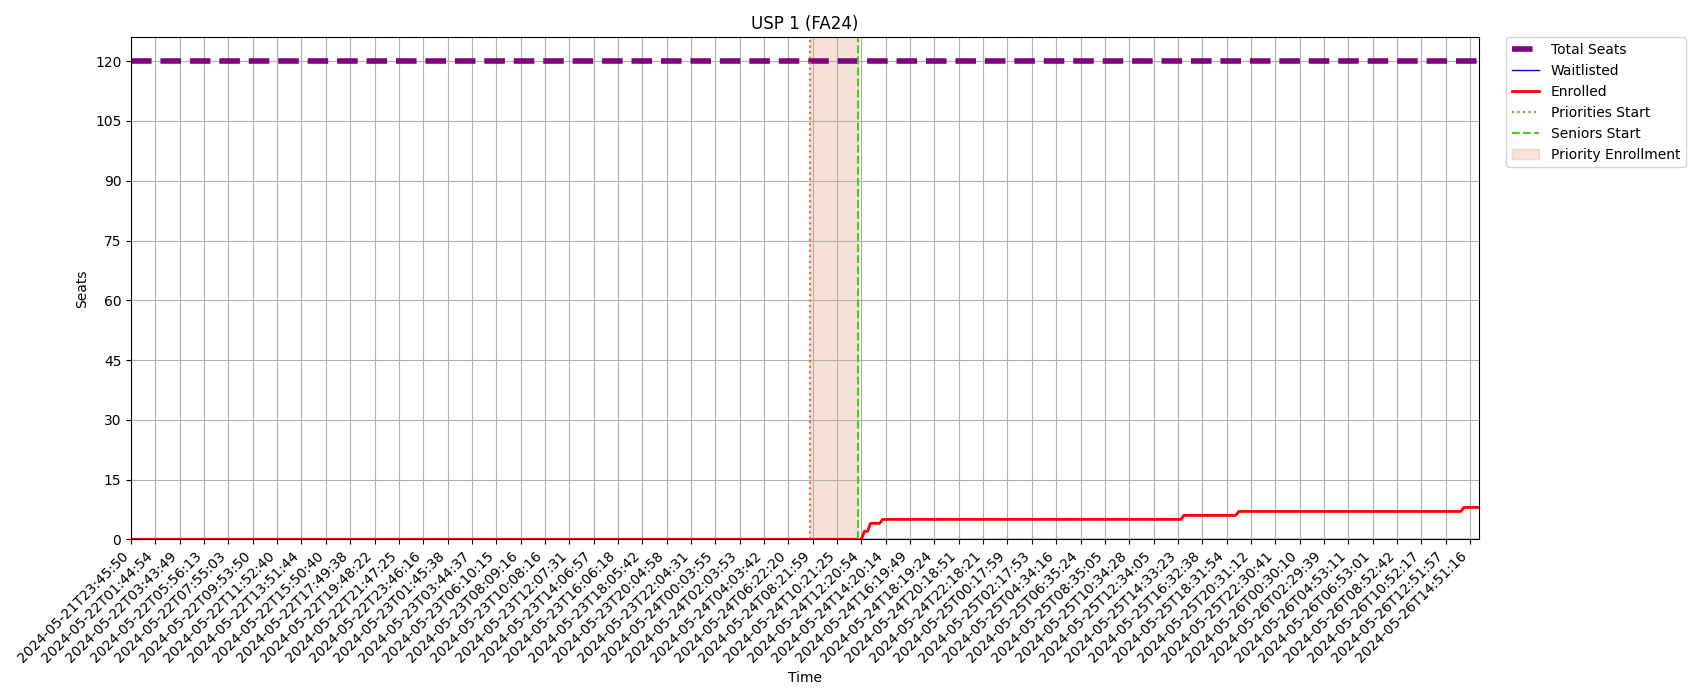 USP 1 (FA24)
Total Seats
Waitlisted
Enrolled
Priorities Start
Seniors Start
Priority Enrollment
Seats
120
105
90
75
60
45
30
15
0
2024-05-21T23:45:50
2024-05-22T01:44:54
2024-05-22T03:43:49
2024-05-22T05:56:13
2024-05-22T07:55:03
2024-05-22T09:53:50
2024-05-22T11:52:40
2024-05-22T13:51:44
2024-05-22T15:50:40
2024-05-22T17:49:38
2024-05-22T19:48:22
2024-05-22T21:47:25
2024-05-22T23:46:16
2024-05-23T01:45:38
2024-05-23T03:44:37
2024-05-23T06:10:15
2024-05-23T08:09:16
2024-05-23T10:08:16
2024-05-23T12:07:31
2024-05-23T14:06:57
2024-05-23T16:06:18
2024-05-23T18:05:42
2024-05-23T20:04:58
2024-05-23T22:04:31
2024-05-24T00:03:55
2024-05-24T02:03:53
2024-05-24T04:03:42
2024-05-24T06:22:20
2024-05-24T08:21:59
2024-05-24T10:21:25
2024-05-24T12:20:54
2024-05-24T14:20:14
2024-05-24T16:19:49
2024-05-24T18:19:24
2024-05-24T20:18:51
2024-05-24T22:18:21
2024-05-25T00:17:59
2024-05-25T02:17:53
2024-05-25T04:34:16
2024-05-25T06:35:24
2024-05-25T08:35:05
2024-05-25T10:34:28
2024-05-25T12:34:05
2024-05-25T14:33:23
2024-05-25T16:32:38
2024-05-25T18:31:54
2024-05-25T20:31:12
2024-05-25T22:30:41
2024-05-26T00:30:10
2024-05-26T02:29:39
2024-05-26T04:53:11
2024-05-26T06:53:01
2024-05-26T08:52:42
2024-05-26T10:52:17
2024-05-26T12:51:57
2024-05-26T14:51:16
Time